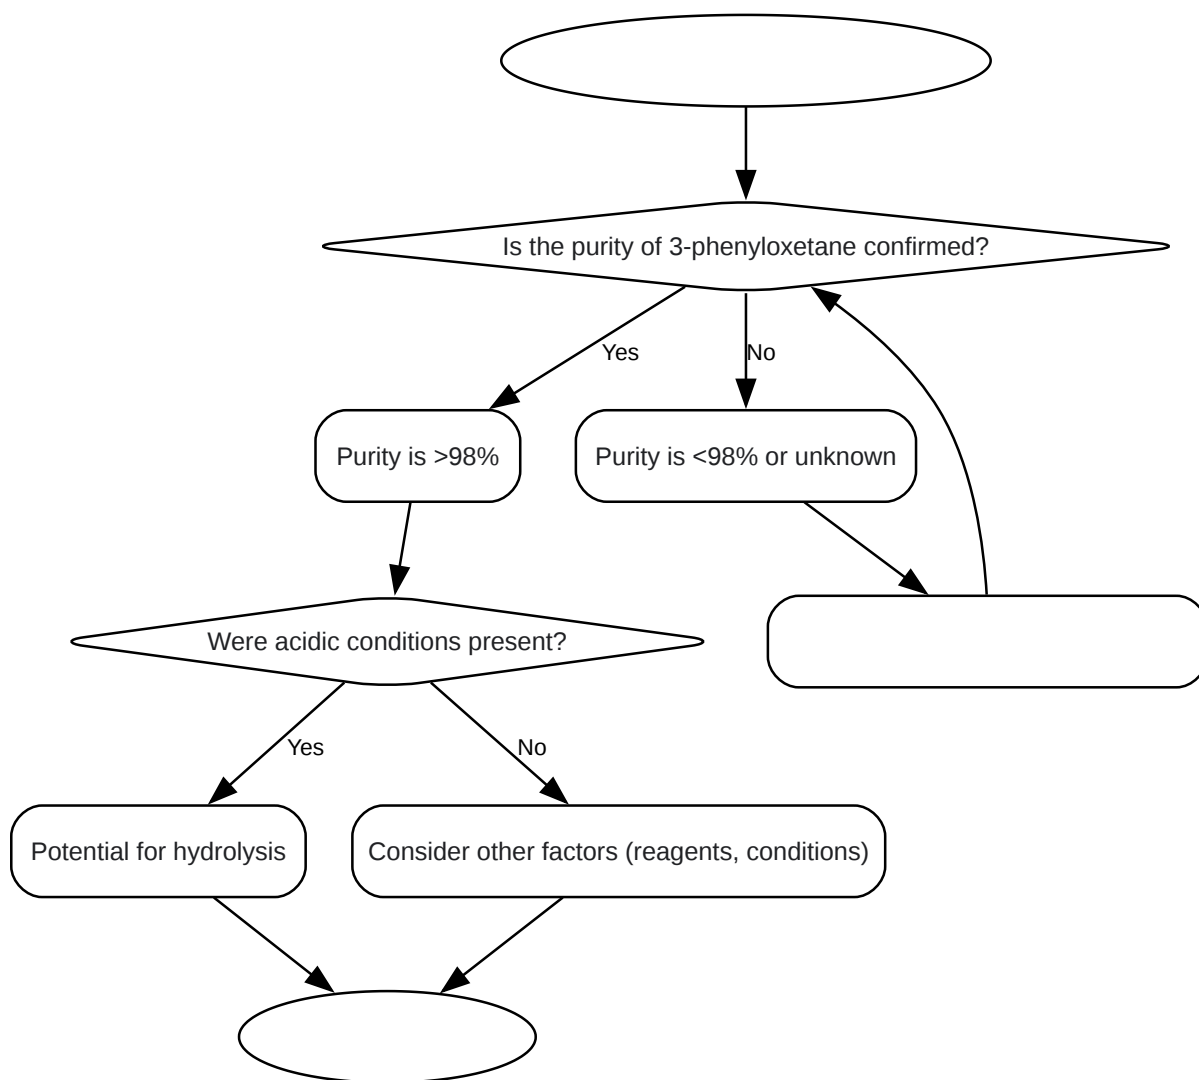 Is the purity of 3-phenyloxetane confirmed?
Yes
No
Purity is >98%
Purity is <98% or unknown
Were acidic conditions present?
Yes
No
Potential for hydrolysis
Consider other factors (reagents, conditions)